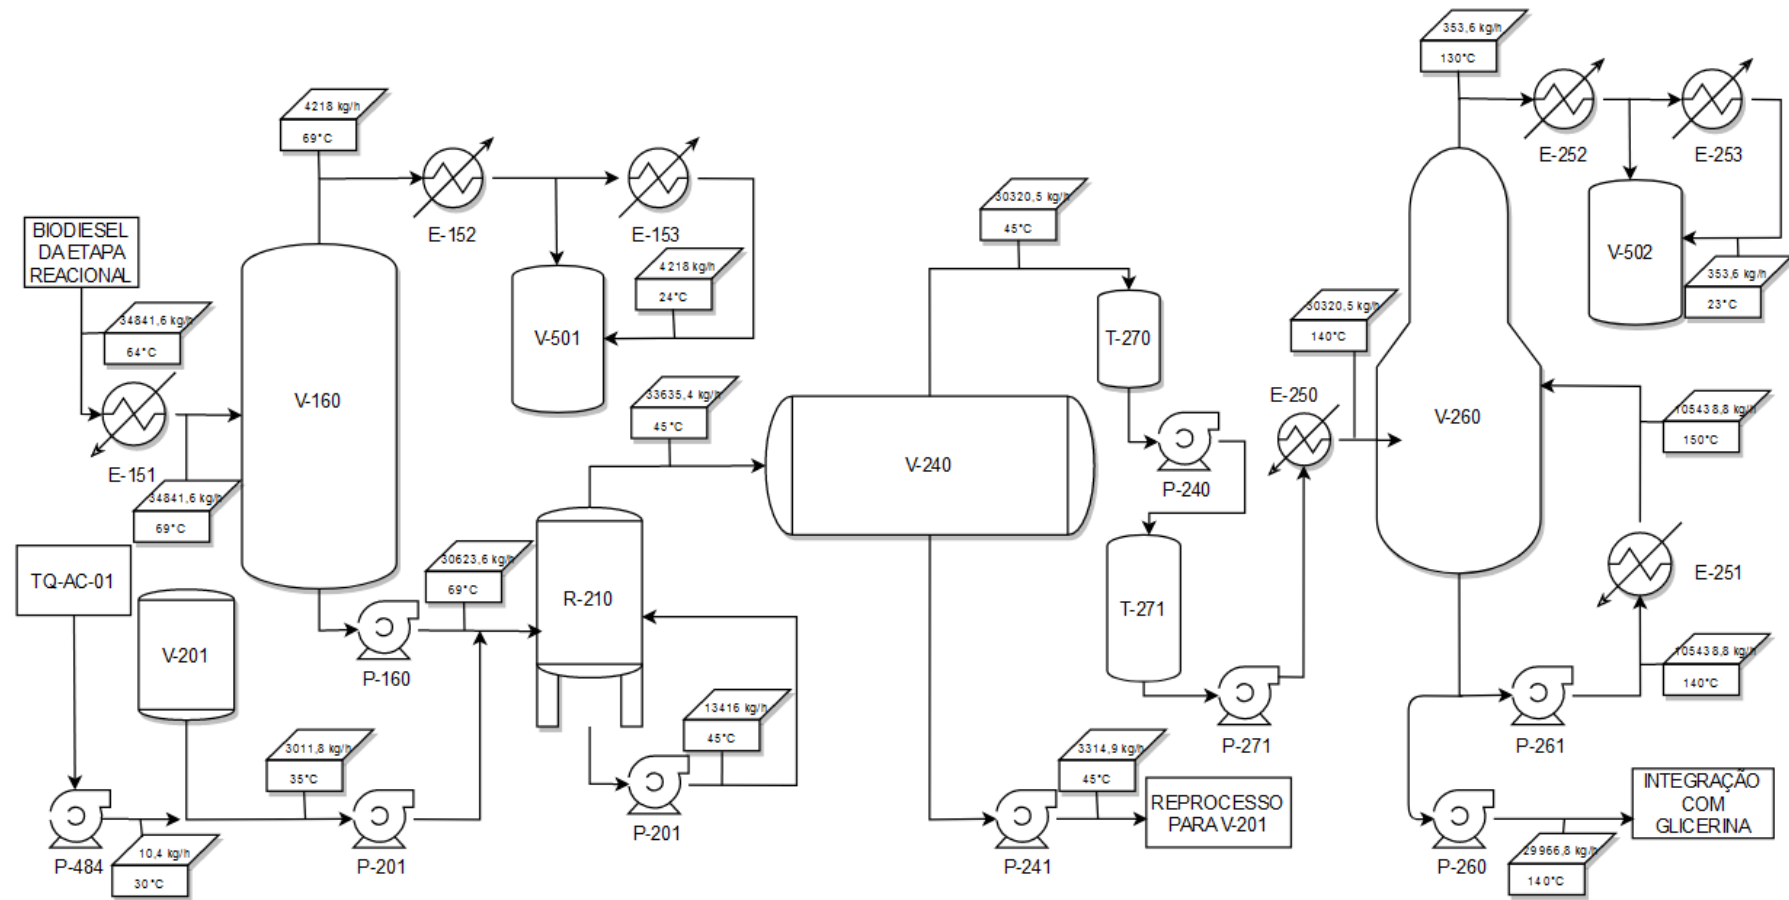 353,6 kg/h
130°C
E-252
E-253
4218 kg/h
69°C
E-152
E-153
30320,5 kg/h
45°C
BIODIESEL
DA ETAPA
REACIONAL
V-502
353,6 kg/h
23°C
4218 kg/h
24°C
34841,6 kg/h
64°C
V-501
T-270
30320,5 kg/h
140°C
V-160
33635,4 kg/h
45°C
E-250
V-260
105438,8 kg/h
150°C
E-151
V-240
P-240
34841,6 kg/h
69°C
TQ-AC-01
30623,6 kg/h
69°C
R-210
T-271
E-251
V-201
P-160
13416 kg/h
45°C
105438,8 kg/h
140°C
3011,8 kg/h
35°C
P-271
P-261
3314,9 kg/h
45°C
REPROCESSO
PARA V-201
INTEGRAÇÃO
COM
GLICERINA
P-484
10,4 kg/h
30°C
P-201
P-201
P-241
P-260
29966,8 kg/h
140°C